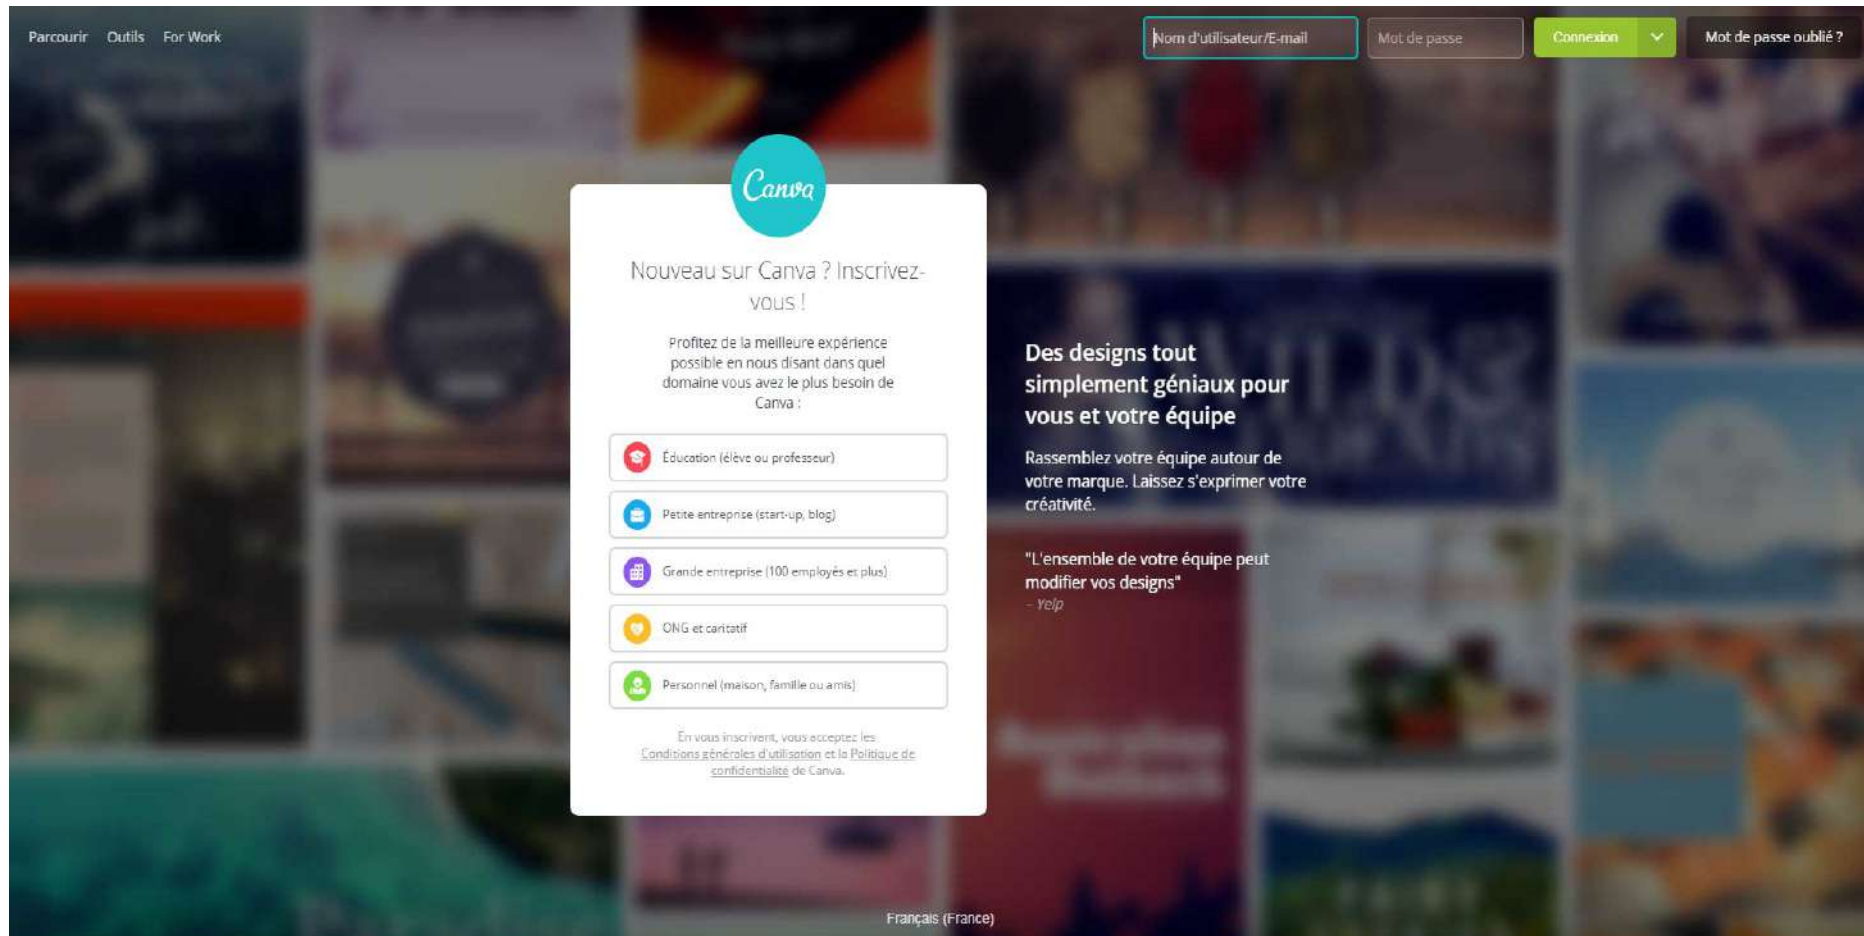 Parcourir Outils For Work
Nom d'utilisateur/E-mail Mot de passe Connexion Mot de passe oublié ?
Canva
Nouveau sur Canva ? Inscrivez-
vous !
Profitez de la meilleure expérience
possible en nous disant dans quel
domaine vous avez le plus besoin de
Canva :
Éducation (élève ou professeur)
Petite entreprise (start-up, blog)
Grande entreprise (100 employés et plus)
ONG et caritatif
Personnel (maison, famille ou amis)
En vous inscrivant, vous acceptez les
Conditions générales d'utilisation et la Politique de
confidentialité de Canva.
Des designs tout
simplement géniaux pour
vous et votre équipe
Rassemblez votre équipe autour de
votre marque. Laissez s'exprimer votre
créativité.
"L'ensemble de votre équipe peut
modifier vos designs"
– Yelp
Français (France)